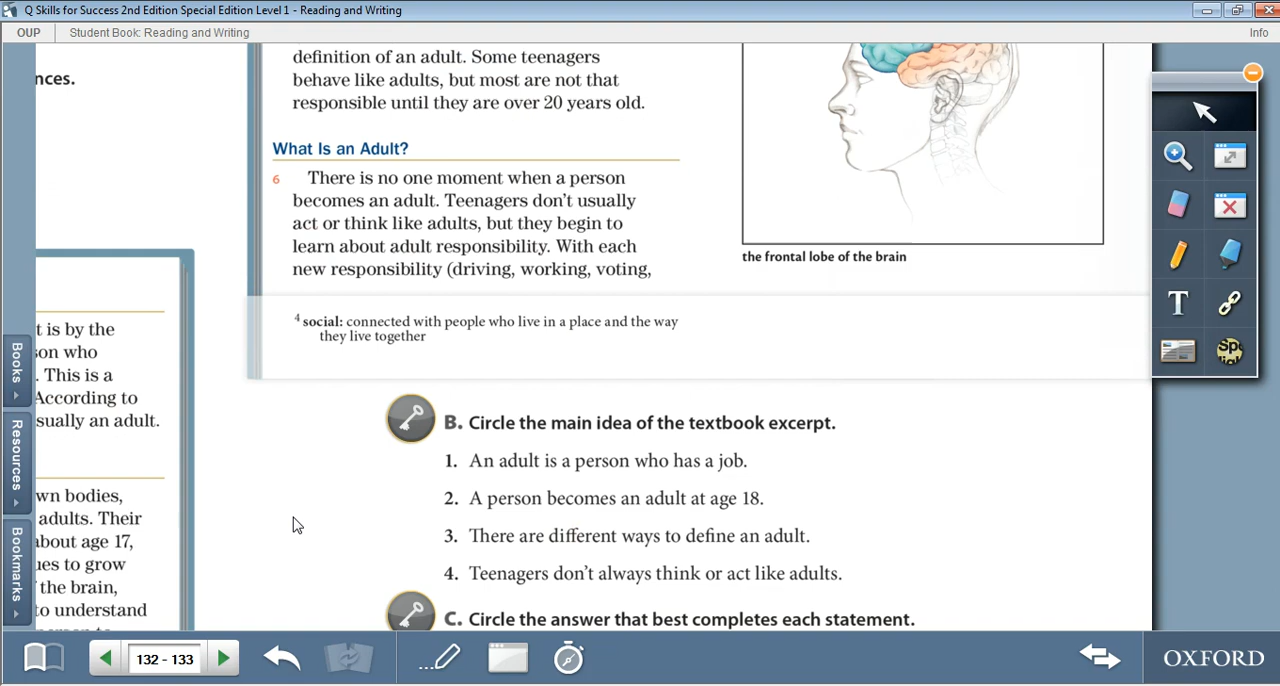 Q Skills for Success 2nd Edition Special Edition Level 1 - Reading and Writing
OUP
Student Book: Reading and Writing
Info
nces.
definition of an adult. Some teenagers
behave like adults, but most are not that
responsible until they are over 20 years old.
What Is an Adult?
6 There is no one moment when a person
becomes an adult. Teenagers don't usually
act or think like adults, but they begin to
learn about adult responsibility. With each
new responsibility (driving, working, voting,
the frontal lobe of the brain
4 social: connected with people who live in a place and the way
they live together
t is by the
son who
. This is a
According to
sually an adult.
wn bodies,
adults. Their
about age 17,
ues to grow
f the brain,
to understand
B. Circle the main idea of the textbook excerpt.
1. An adult is a person who has a job.
2. A person becomes an adult at age 18.
3. There are different ways to define an adult.
4. Teenagers don't always think or act like adults.
C. Circle the answer that best completes each statement.
Books
Resources
Bookmarks
T
132 - 133
OXFORD